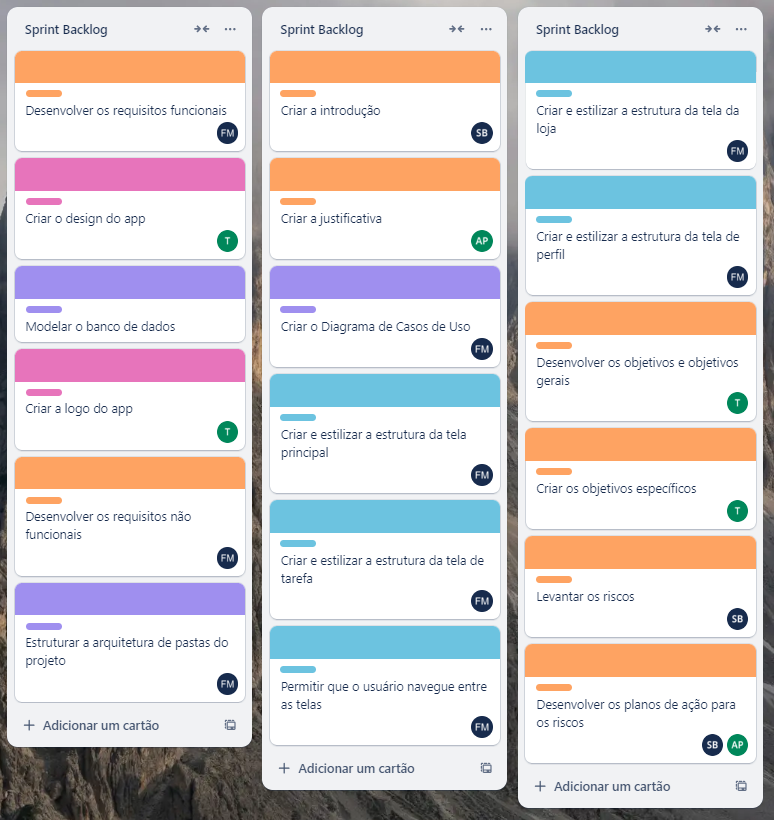 Sprint Backlog
Desenvolver os requisitos funcionais
FM
Criar o design do app
T
Modelar o banco de dados
Criar a logo do app
T
Desenvolver os requisitos não
funcionais
FM
Estruturar a arquitetura de pastas do
projeto
FM
Adicionar um cartão
Sprint Backlog
Criar a introdução
SB
Criar a justificativa
AP
Criar o Diagrama de Casos de Uso
FM
Criar e estilizar a estrutura da tela
principal
FM
Criar e estilizar a estrutura da tela de
tarefa
FM
Permitir que o usuário navegue entre
as telas
FM
Adicionar um cartão
Sprint Backlog
Criar e estilizar a estrutura da tela da
loja
FM
Criar e estilizar a estrutura da tela de
perfil
FM
Desenvolver os objetivos e objetivos
gerais
T
Criar os objetivos específicos
T
Levantar os riscos
SB
Desenvolver os planos de ação para
os riscos
SB AP
Adicionar um cartão